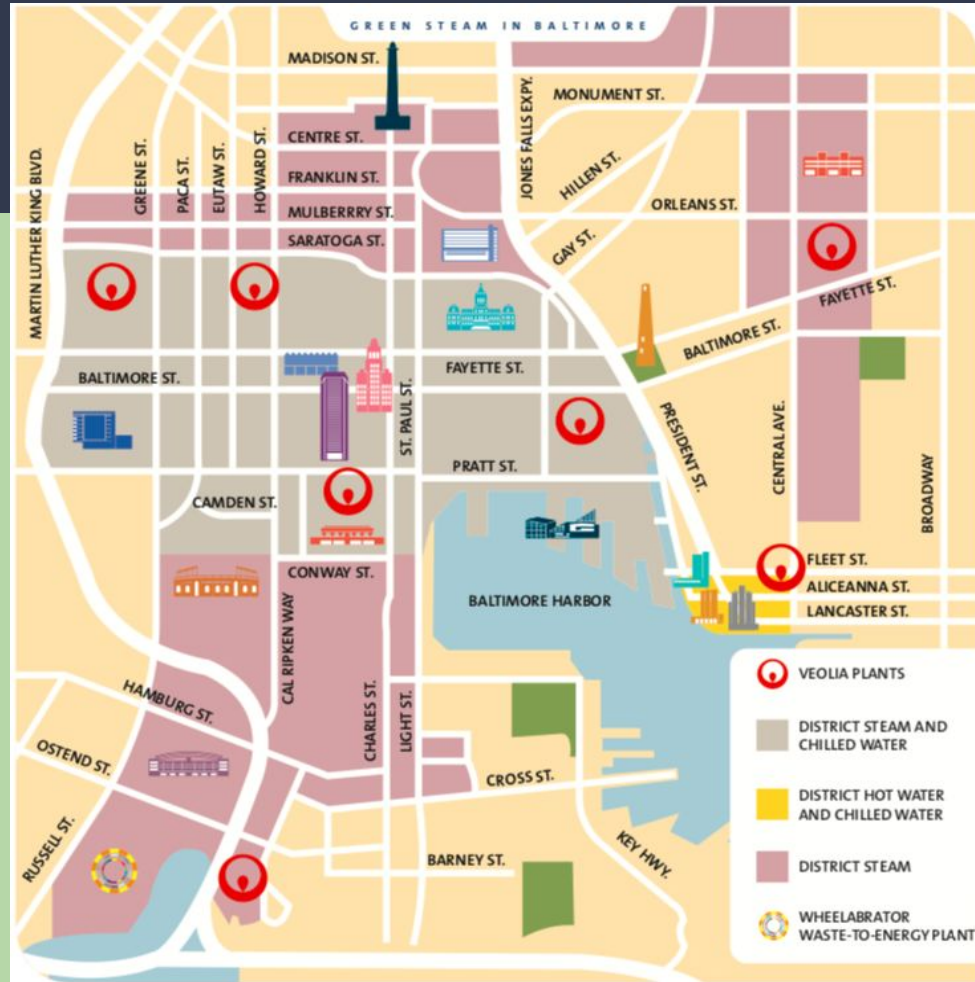 GREEN STEAM IN BALTIMORE
MADISON ST.
MONUMENT ST.
CENTRE ST.
JONES FALLS EXPY.
HILLEN ST.
FRANKLIN ST.
GREENE ST.
PACA ST.
EUTAW ST.
HOWARD ST.
MULBERRRY ST.
ORLEANS ST.
SARATOGA ST.
GAY ST.
MARTIN LUTHER KING BLVD.
FAYETTE ST.
BALTIMORE ST.
FAYETTE ST.
BALTIMORE ST.
ST. PAUL ST.
PRESIDENT ST.
CENTRAL AVE.
BROADWAY
PRATT ST.
CAMDEN ST.
FLEET ST.
CONWAY ST.
ALICEANNA ST.
BALTIMORE HARBOR
LANCASTER ST.
CAL RIPKEN WAY
HAMBURG ST.
CHARLES ST.
LIGHT ST.
OSTEND ST.
CROSS ST.
RUSSELL ST.
BARNEY ST.
KEY HWY.
VEOLIA PLANTS
DISTRICT STEAM AND
CHILLED WATER
DISTRICT HOT WATER
AND CHILLED WATER
DISTRICT STEAM
WHEELABRATOR
WASTE-TO-ENERGY PLANT